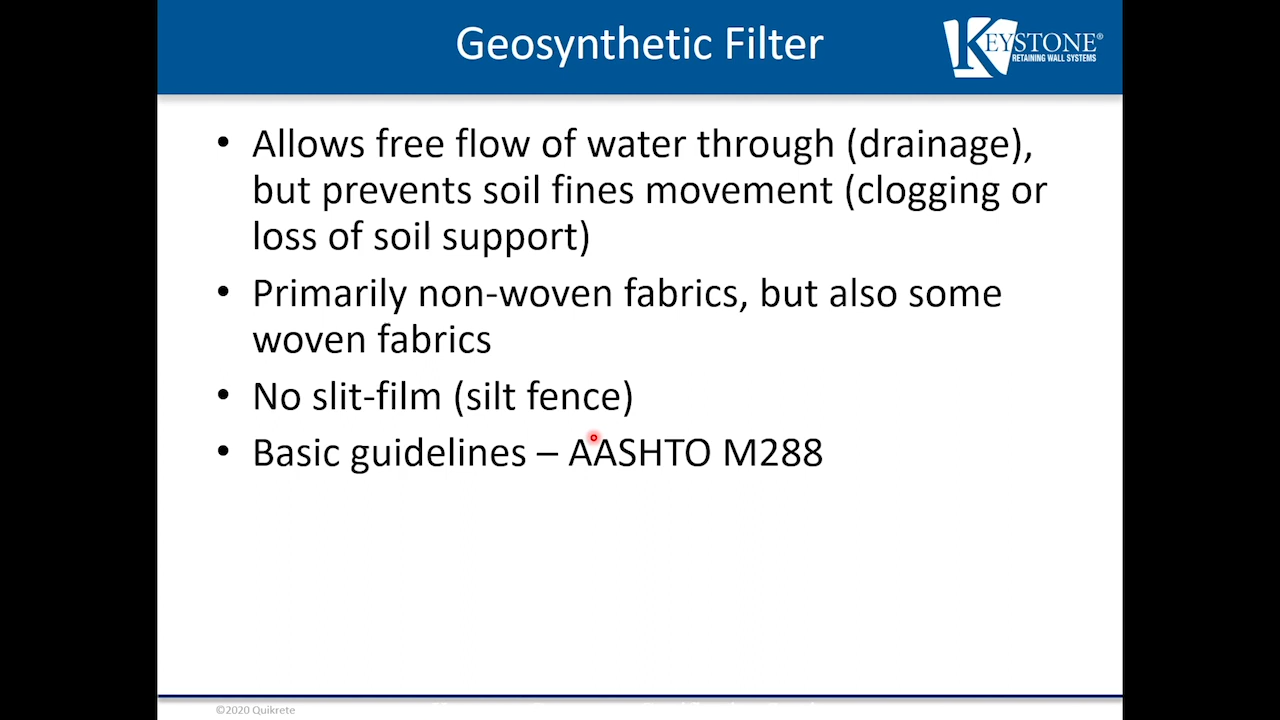 Geosynthetic Filter
KEYSTONE®
RETAINING WALL SYSTEMS
• Allows free flow of water through (drainage),
but prevents soil fines movement (clogging or
loss of soil support)
• Primarily non-woven fabrics, but also some
woven fabrics
• No slit-film (silt fence)
• Basic guidelines – AASHTO M288
©2020 Quikrete